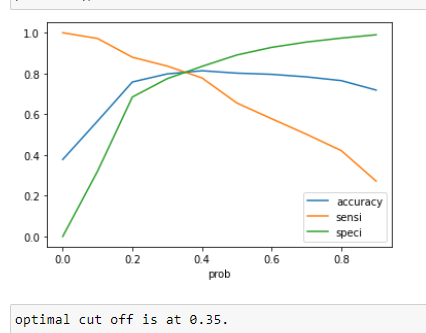 1.0
0.8
0.6
0.4
0.2
0.0
accuracy
sensi
speci
0.0 0.2 0.4 0.6 0.8
prob
optimal cut off is at 0.35.